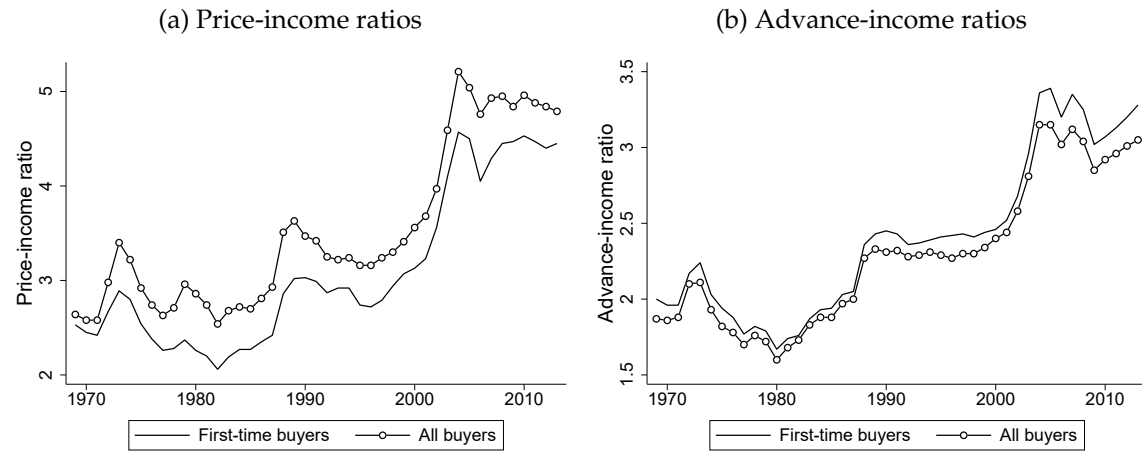 (a) Price-income ratios
Price-income ratio
5
4
3
2
1970 1980 1990 2000 2010
First-time buyers All buyers
(b) Advance-income ratios
Advance-income ratio
3.5
3
2.5
2
1.5
1970 1980 1990 2000 2010
First-time buyers All buyers